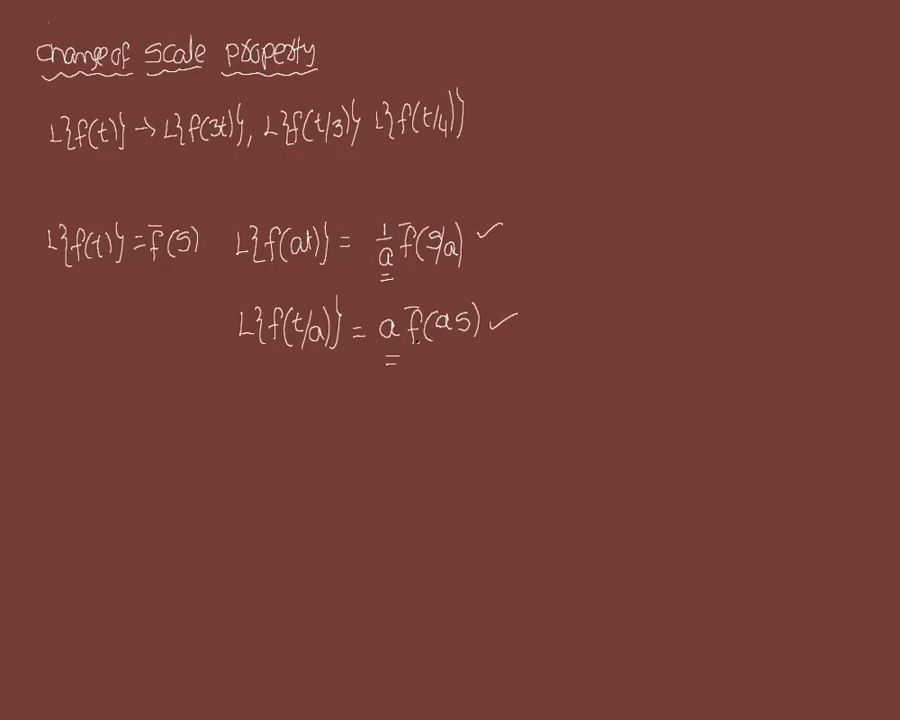 Change of scale property
L{f(t)} → L{f(3t)}, L{f(t/3)} L{f(t/4)}
L{f(t)} = f̄(s) L{f(at)} = 1/a f̄(s/a) ✓
L{f(t/a)} = a f̄(as) ✓